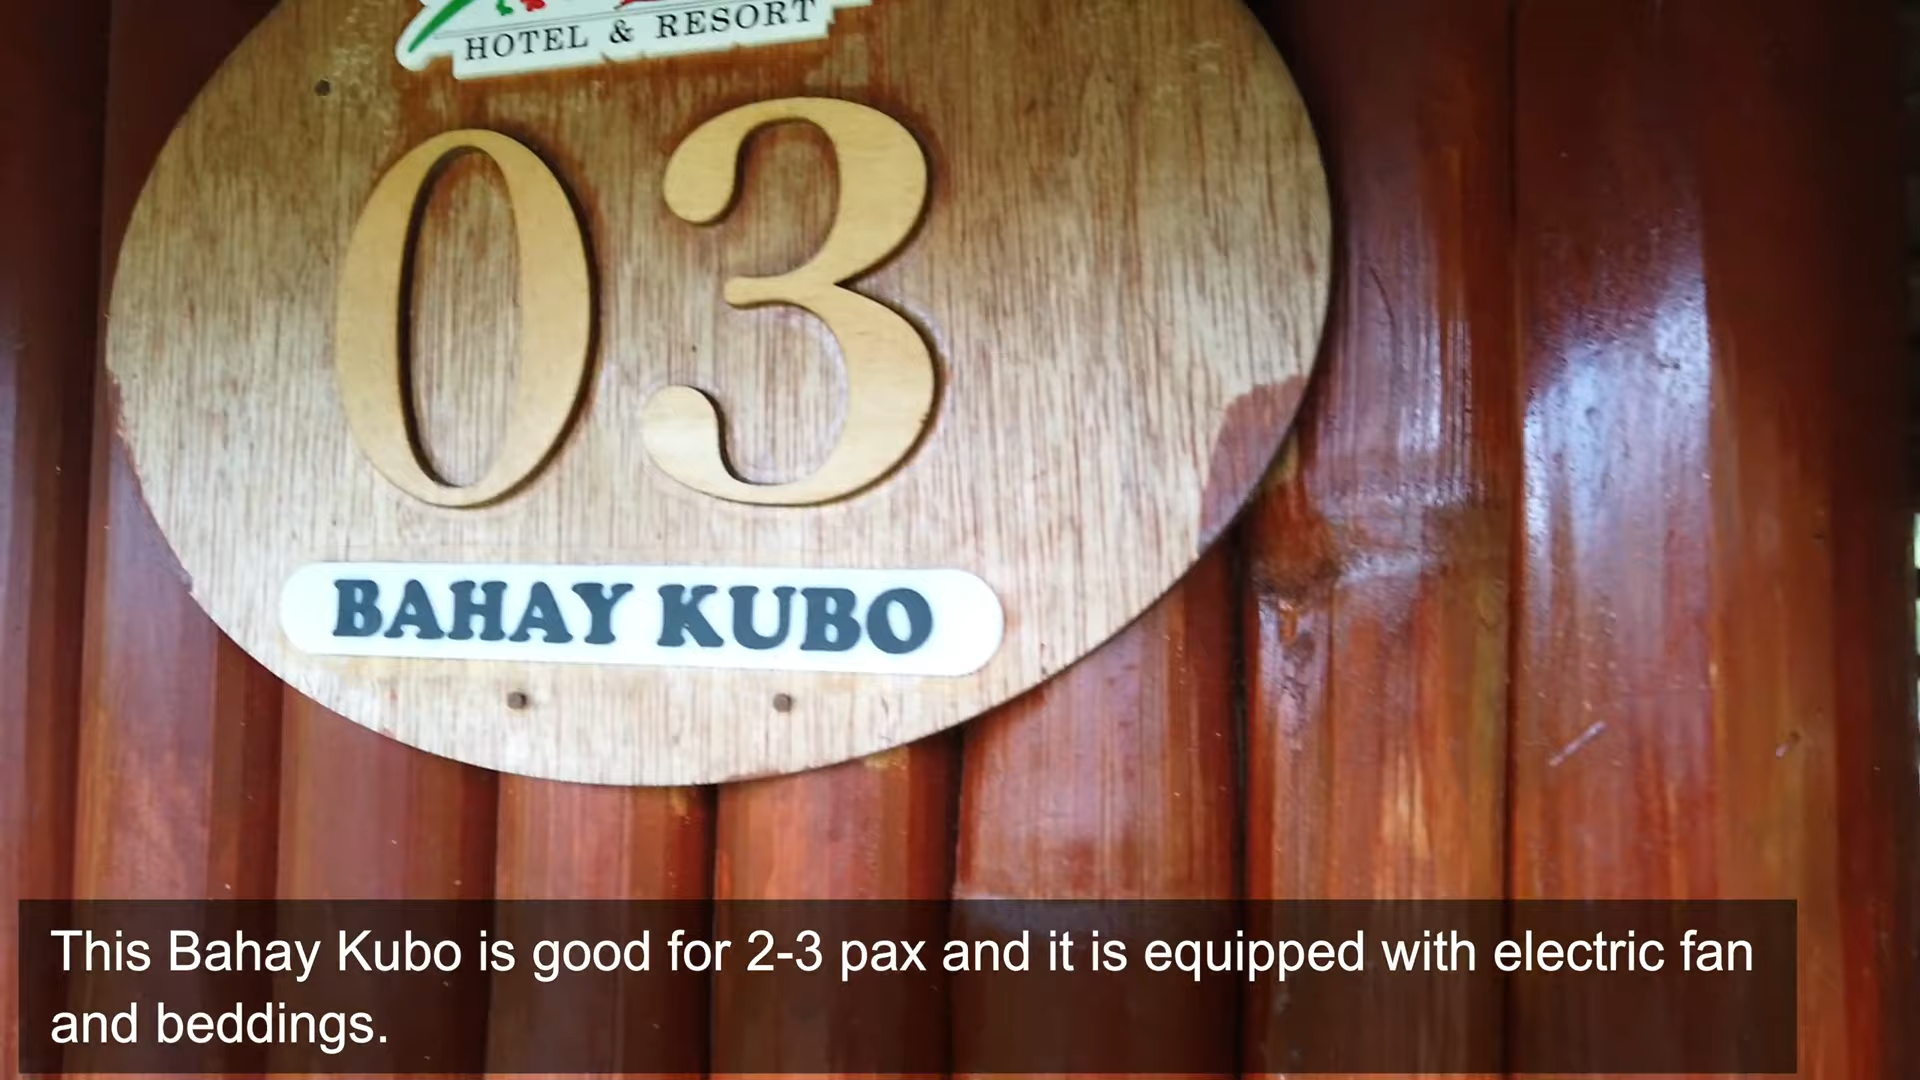 HOTEL & RESORT
03
BAHAY KUBO
This Bahay Kubo is good for 2-3 pax and it is equipped with electric fan
and beddings.